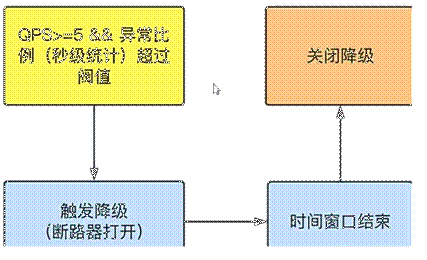 QPS>=5 && 异常比
例（秒级统计）超过
阈值
关闭降级
触发降级
(断路器打开)
时间窗口结束